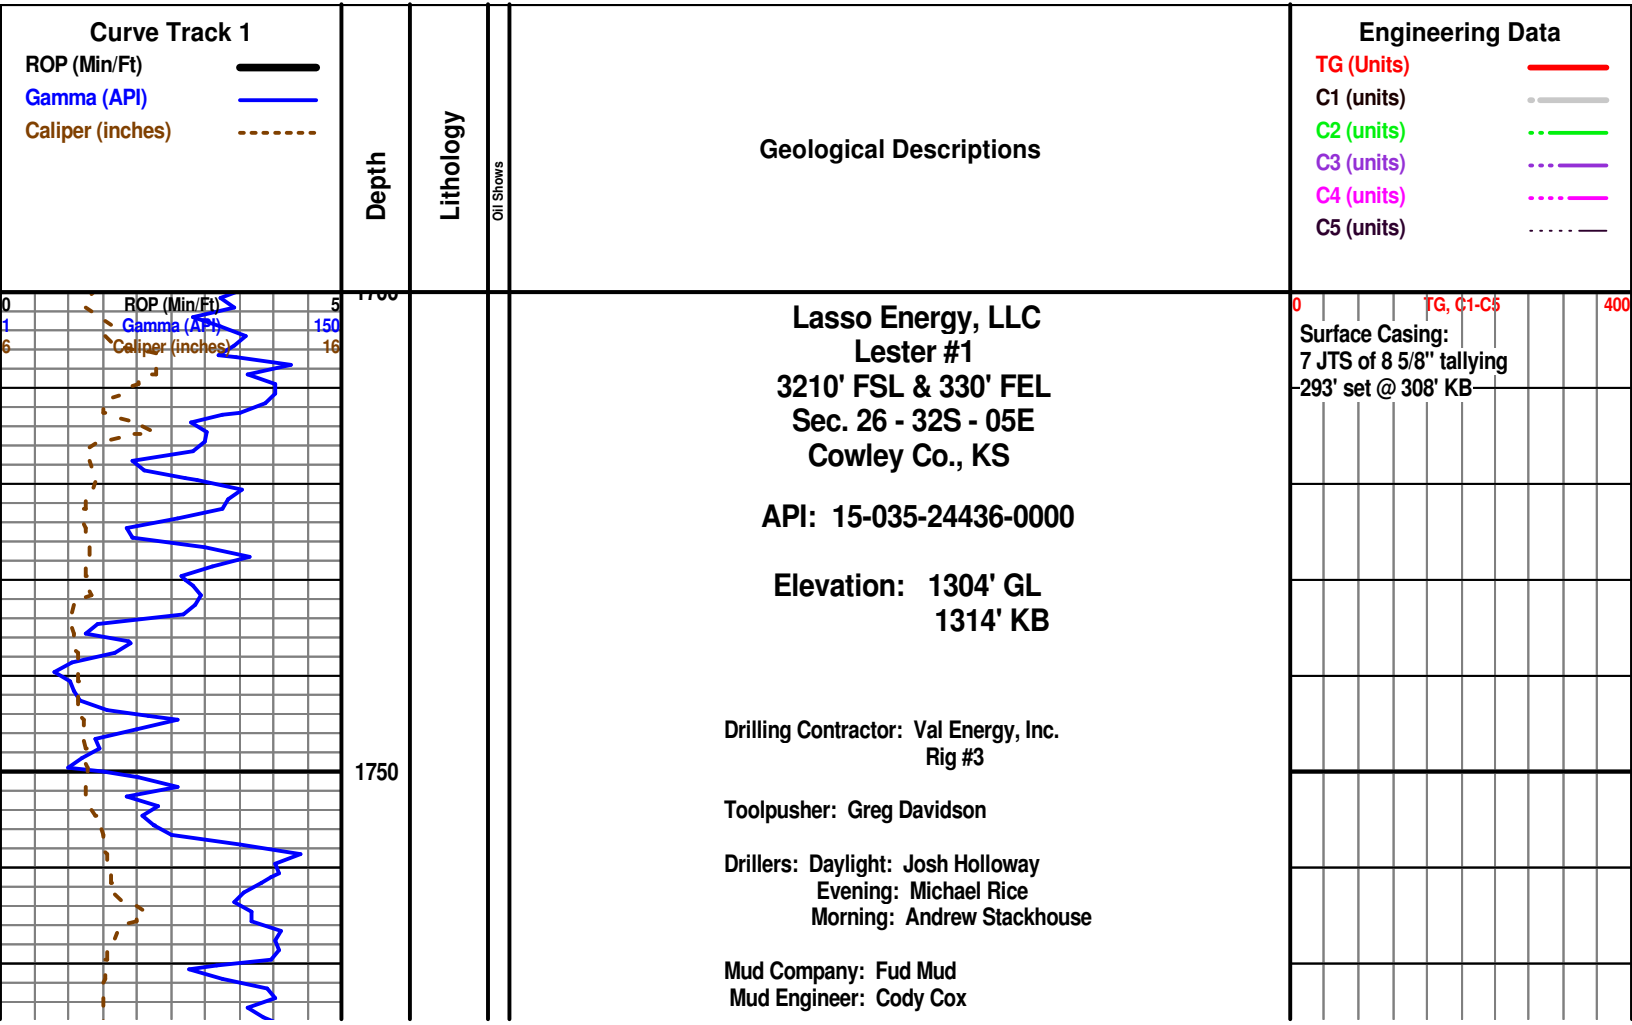 Curve Track 1
ROP (Min/Ft)
Gamma (API)
Caliper (inches)
Depth
Lithology
Oil Shows
Geological Descriptions
Engineering Data
TG (Units)
C1 (units)
C2 (units)
C3 (units)
C4 (units)
C5 (units)
0 ROP (Min/Ft) 5
1 Gamma (API) 150
6 Caliper (inches) 16
1700
1750
Lasso Energy, LLC
Lester #1
3210' FSL & 330' FEL
Sec. 26 - 32S - 05E
Cowley Co., KS
API: 15-035-24436-0000
Elevation: 1304' GL
1314' KB
Drilling Contractor: Val Energy, Inc.
Rig #3
Toolpusher: Greg Davidson
Drillers: Daylight: Josh Holloway
Evening: Michael Rice
Morning: Andrew Stackhouse
Mud Company: Fud Mud
Mud Engineer: Cody Cox
0 TG, C1-C5 400
Surface Casing:
7 JTS of 8 5/8" tallying
293' set @ 308' KB